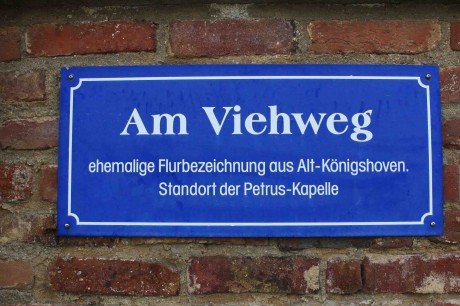 Am Viehweg
ehemalige Flurbezeichnung aus Alt-Königshoven.
Standort der Petrus-Kapelle